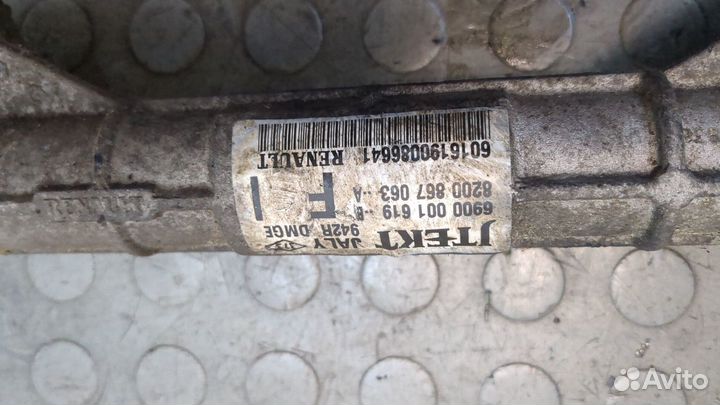 JTEKT JALY
942R DMGE
6900 001 619 --B
8200 867 063 --A
F
RENAULT
6016190086641
Avito